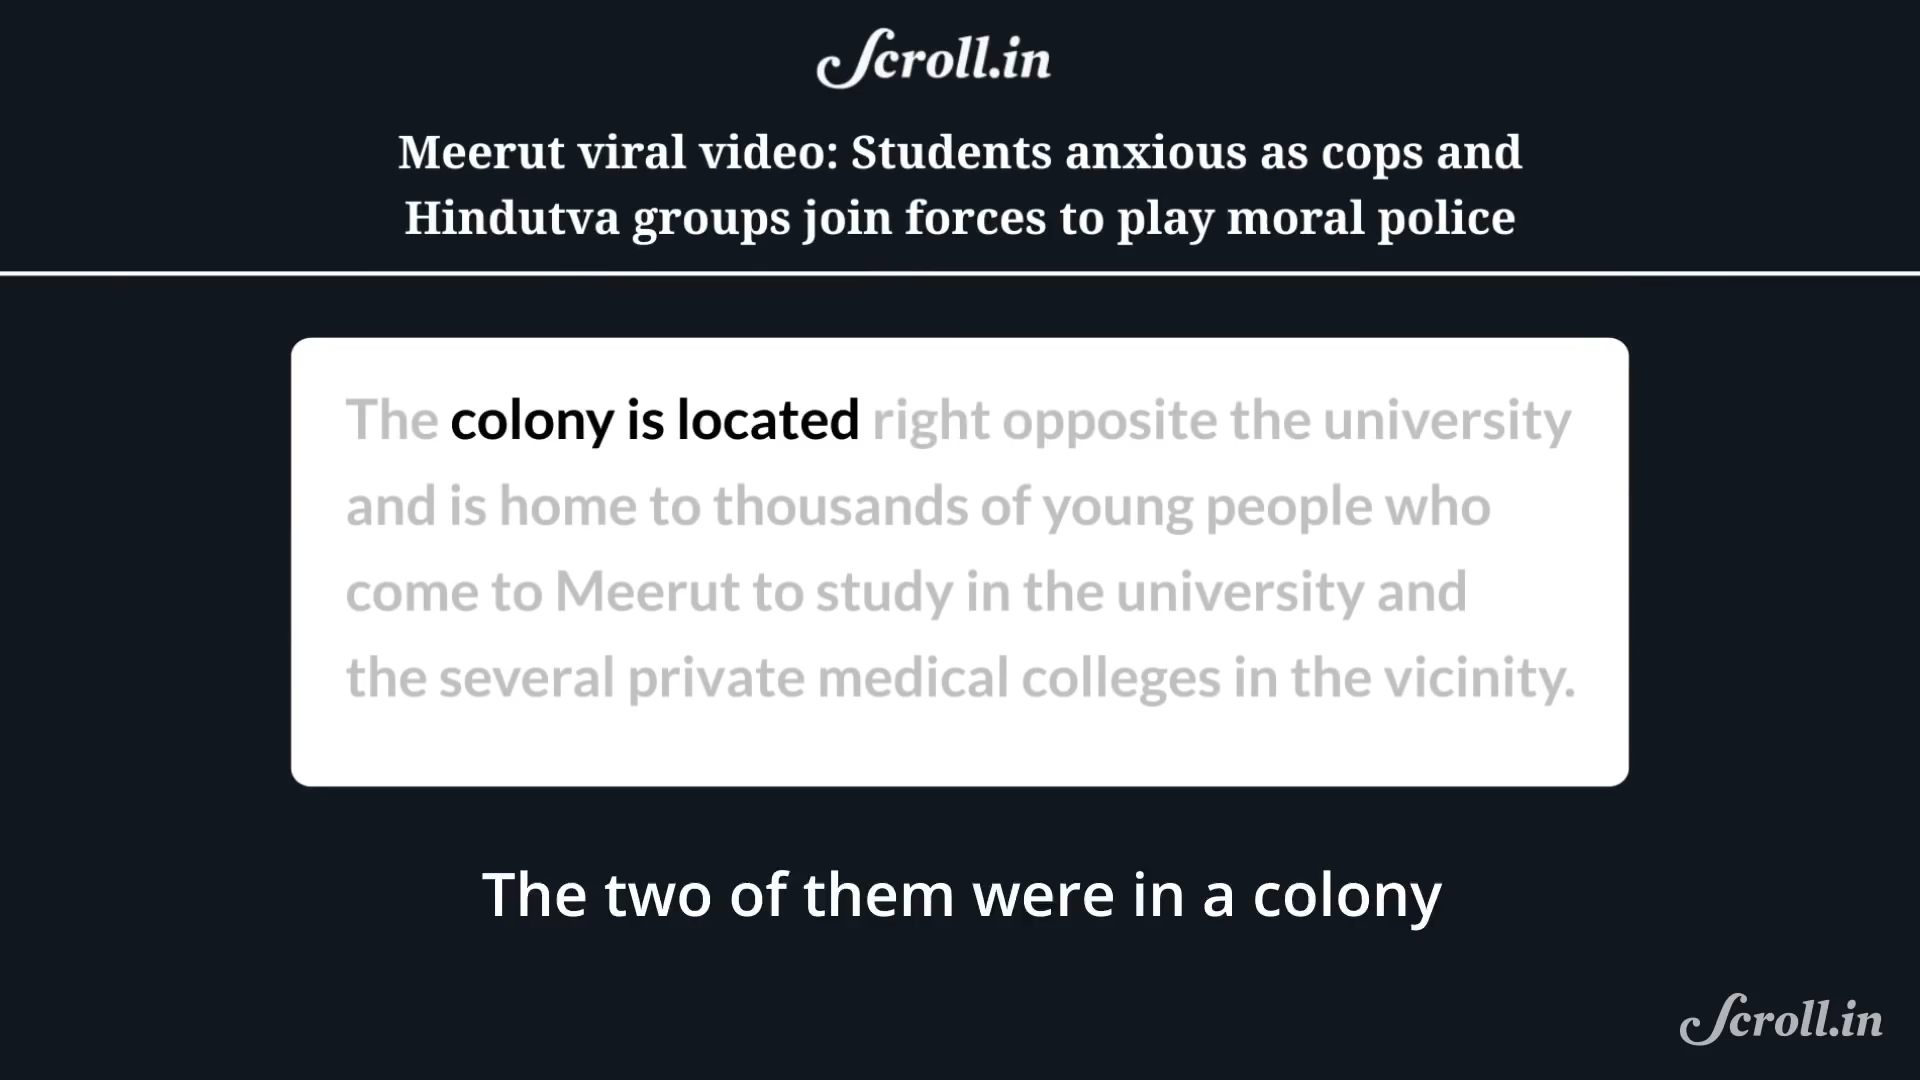 Scroll.in
Meerut viral video: Students anxious as cops and
Hindutva groups join forces to play moral police
The colony is located right opposite the university
and is home to thousands of young people who
come to Meerut to study in the university and
the several private medical colleges in the vicinity.
The two of them were in a colony
Scroll.in